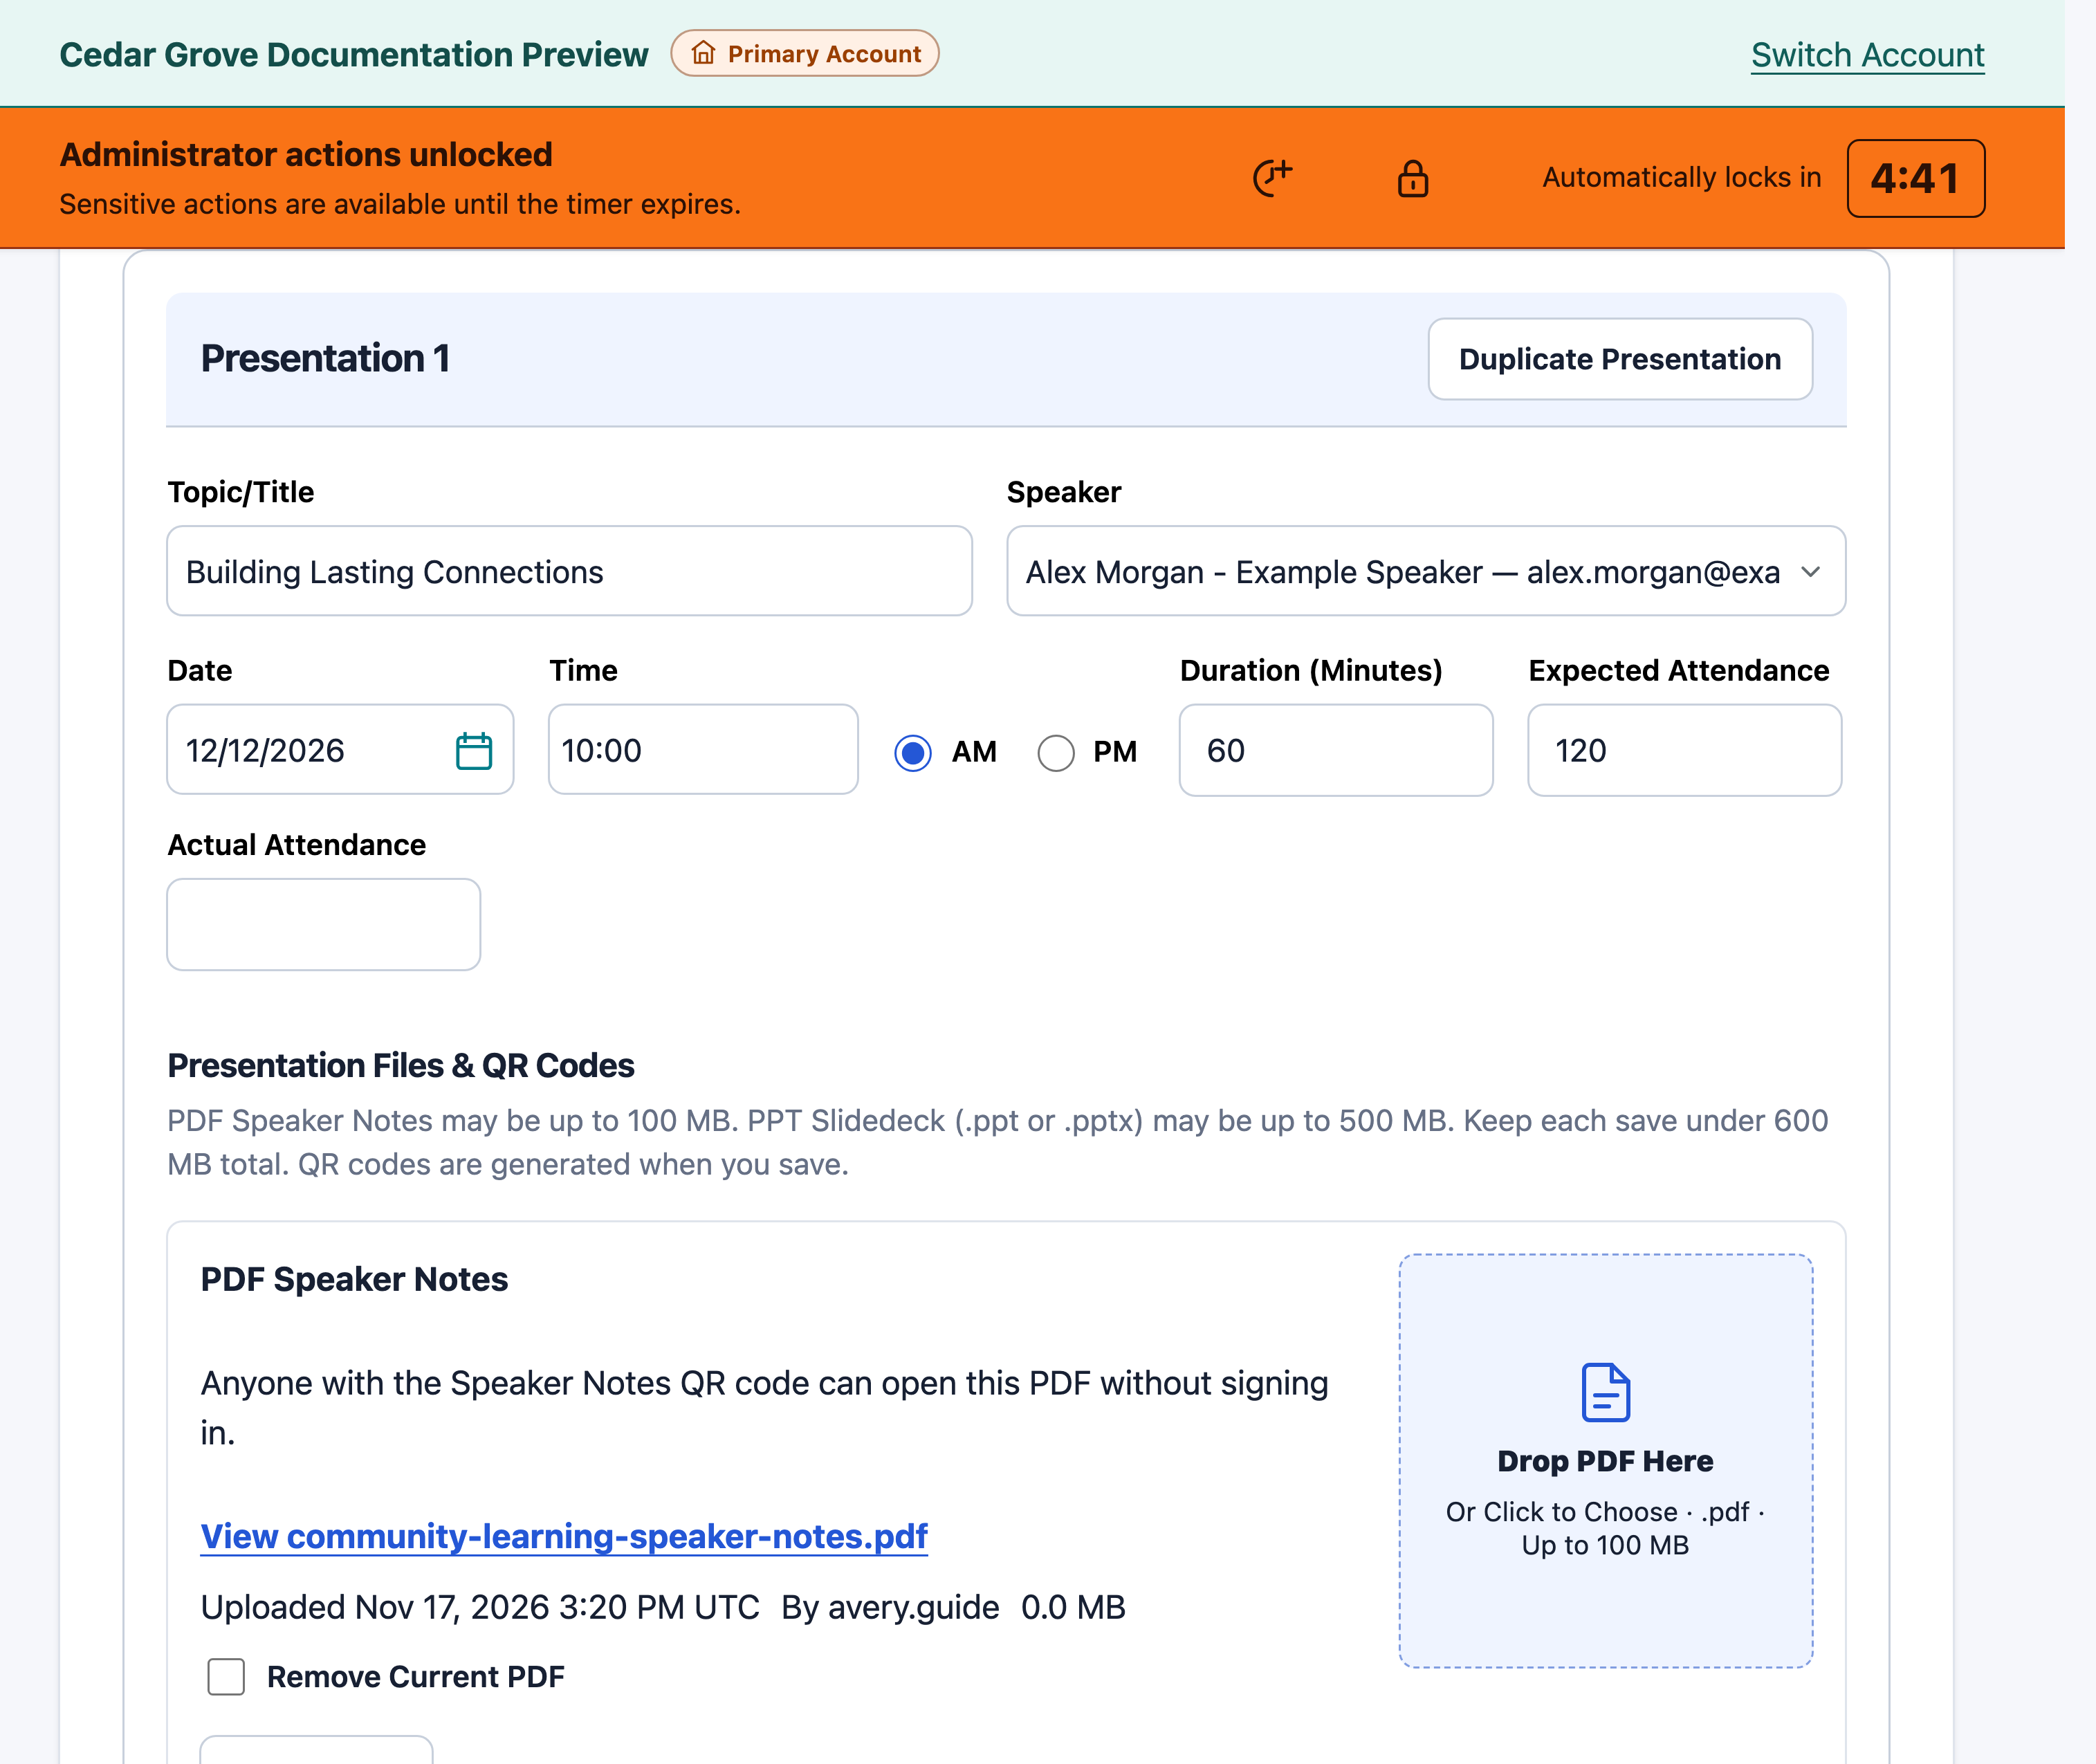 Cedar Grove Documentation Preview
Primary Account
Switch Account
Administrator actions unlocked
Sensitive actions are available until the timer expires.
Automatically locks in
4:41
Presentation 1
Duplicate Presentation
Topic/Title
Speaker
Building Lasting Connections
Alex Morgan - Example Speaker — alex.morgan@exa
Date
Time
Duration (Minutes)
Expected Attendance
12/12/2026
10:00
AM
PM
60
120
Actual Attendance
Presentation Files & QR Codes
PDF Speaker Notes may be up to 100 MB. PPT Slidedeck (.ppt or .pptx) may be up to 500 MB. Keep each save under 600
MB total. QR codes are generated when you save.
PDF Speaker Notes
Anyone with the Speaker Notes QR code can open this PDF without signing
in.
View community-learning-speaker-notes.pdf
Uploaded Nov 17, 2026 3:20 PM UTC By avery.guide 0.0 MB
Remove Current PDF
Drop PDF Here
Or Click to Choose · .pdf ·
Up to 100 MB